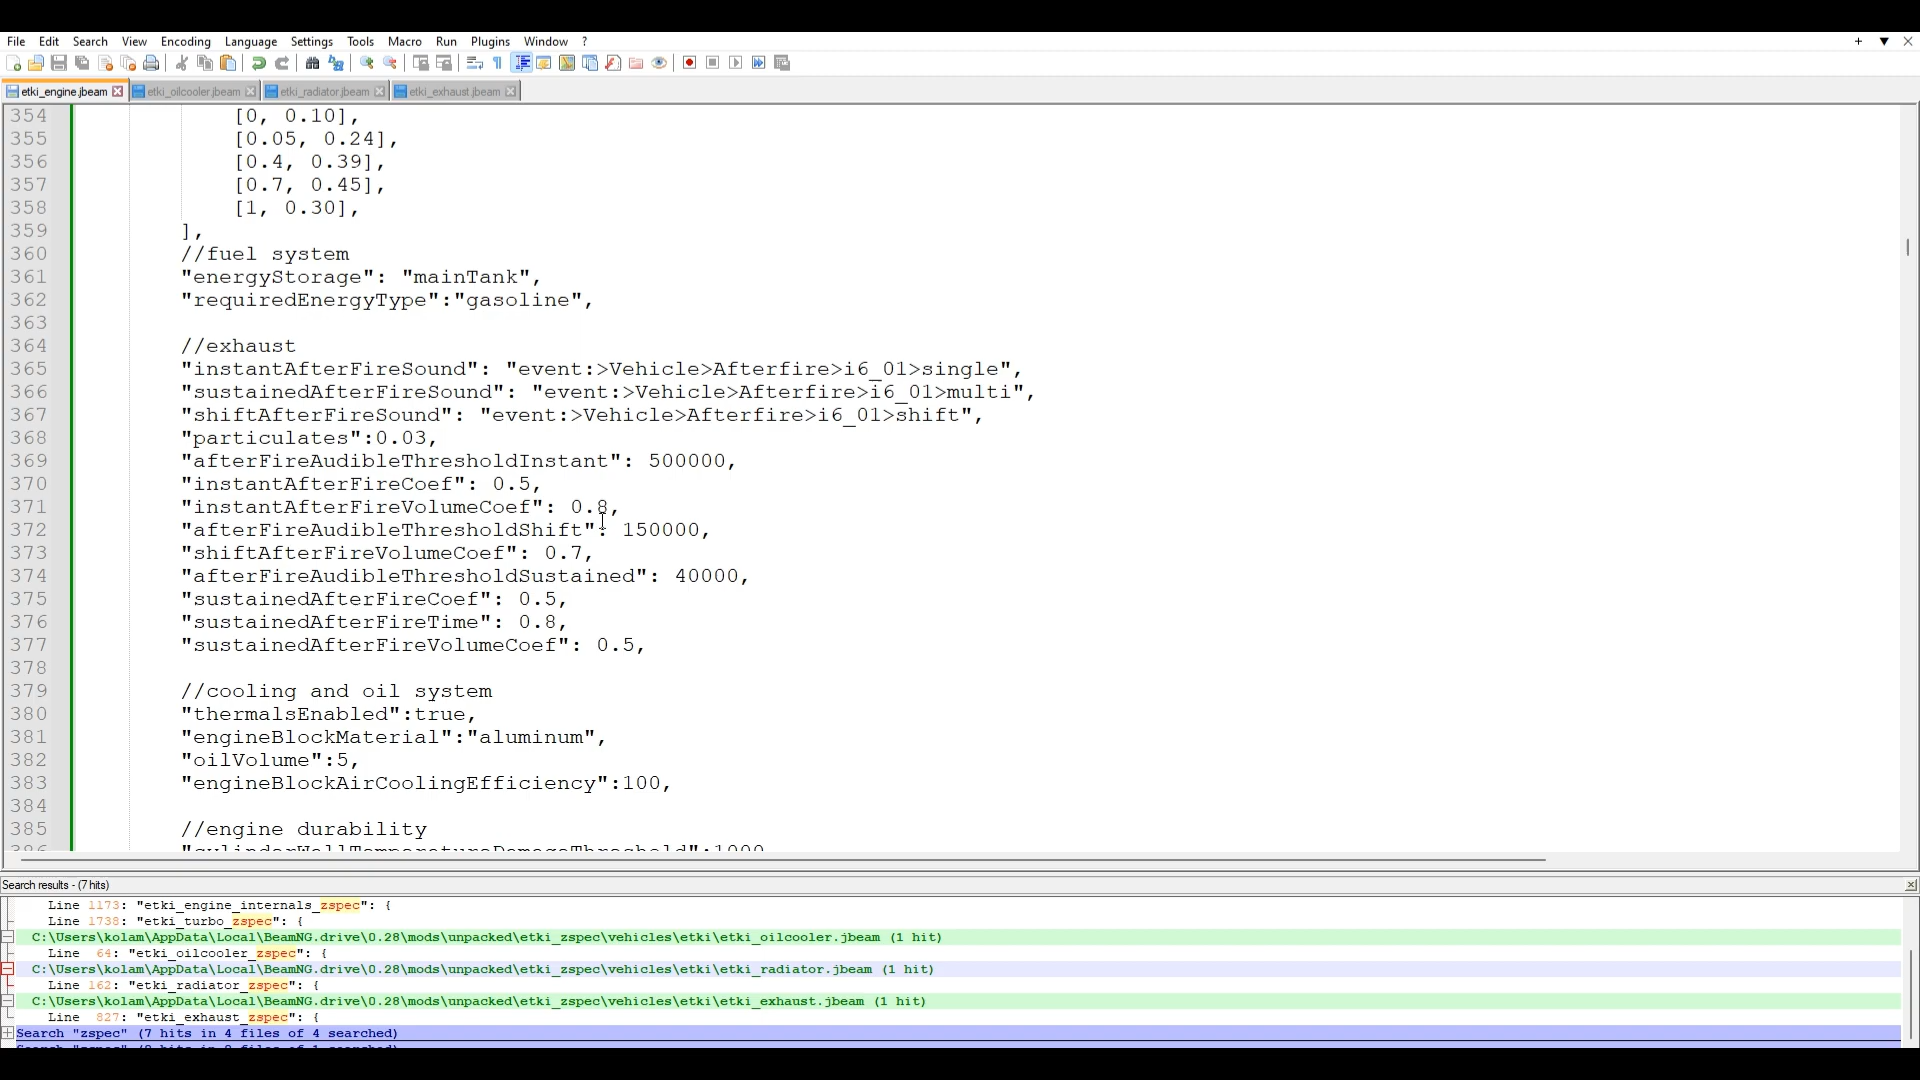 File Edit Search View Encoding Language Settings Tools Macro Run Plugins Window ?
etki_engine.jbeam etki_oilcooler.jbeam etki_radiator.jbeam etki_exhaust.jbeam
354 [0, 0.10],
355 [0.05, 0.24],
356 [0.4, 0.39],
357 [0.7, 0.45],
358 [1, 0.30],
359 ],
360 //fuel system
361 "energyStorage": "mainTank",
362 "requiredEnergyType":"gasoline",
363
364 //exhaust
365 "instantAfterFireSound": "event:>Vehicle>Afterfire>i6_01>single",
366 "sustainedAfterFireSound": "event:>Vehicle>Afterfire>i6_01>multi",
367 "shiftAfterFireSound": "event:>Vehicle>Afterfire>i6_01>shift",
368 "particulates":0.03,
369 "afterFireAudibleThresholdInstant": 500000,
370 "instantAfterFireCoef": 0.5,
371 "instantAfterFireVolumeCoef": 0.8,
372 "afterFireAudibleThresholdShift": 150000,
373 "shiftAfterFireVolumeCoef": 0.7,
374 "afterFireAudibleThresholdSustained": 40000,
375 "sustainedAfterFireCoef": 0.5,
376 "sustainedAfterFireTime": 0.8,
377 "sustainedAfterFireVolumeCoef": 0.5,
378
379 //cooling and oil system
380 "thermalsEnabled":true,
381 "engineBlockMaterial":"aluminum",
382 "oilVolume":5,
383 "engineBlockAirCoolingEfficiency":100,
384
385 //engine durability
386 "cylinderWallTemperatureDamageThreshold":1000
Search results - (7 hits)
Line 1173: "etki_engine_internals_zspec": {
Line 1738: "etki_turbo_zspec": {
C:\Users\kolam\AppData\Local\BeamNG.drive\0.28\mods\unpacked\etki_zspec\vehicles\etki\etki_oilcooler.jbeam (1 hit)
Line 64: "etki_oilcooler_zspec": {
C:\Users\kolam\AppData\Local\BeamNG.drive\0.28\mods\unpacked\etki_zspec\vehicles\etki\etki_radiator.jbeam (1 hit)
Line 162: "etki_radiator_zspec": {
C:\Users\kolam\AppData\Local\BeamNG.drive\0.28\mods\unpacked\etki_zspec\vehicles\etki\etki_exhaust.jbeam (1 hit)
Line 827: "etki_exhaust_zspec": {
Search "zspec" (7 hits in 4 files of 4 searched)